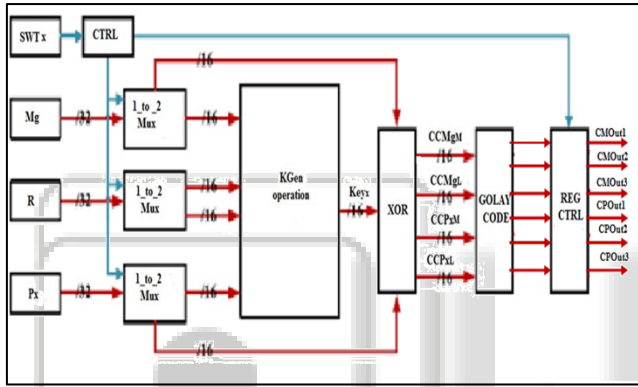 SWTx
CTRL
/16
Mg
/32
1_to_2
Mux
/16
KGen
operation
R
/32
1_to_2
Mux
/16
/16
Keyx
/16
XOR
CCMgM
/16
CCMgL
/16
CCPxM
/16
CCPxL
/16
GOLAY
CODE
REG
CTRL
CMOut1
CMOut2
CMOut3
CPOut1
CPOut2
CPOut3
Px
/32
1_to_2
Mux
/16
/16